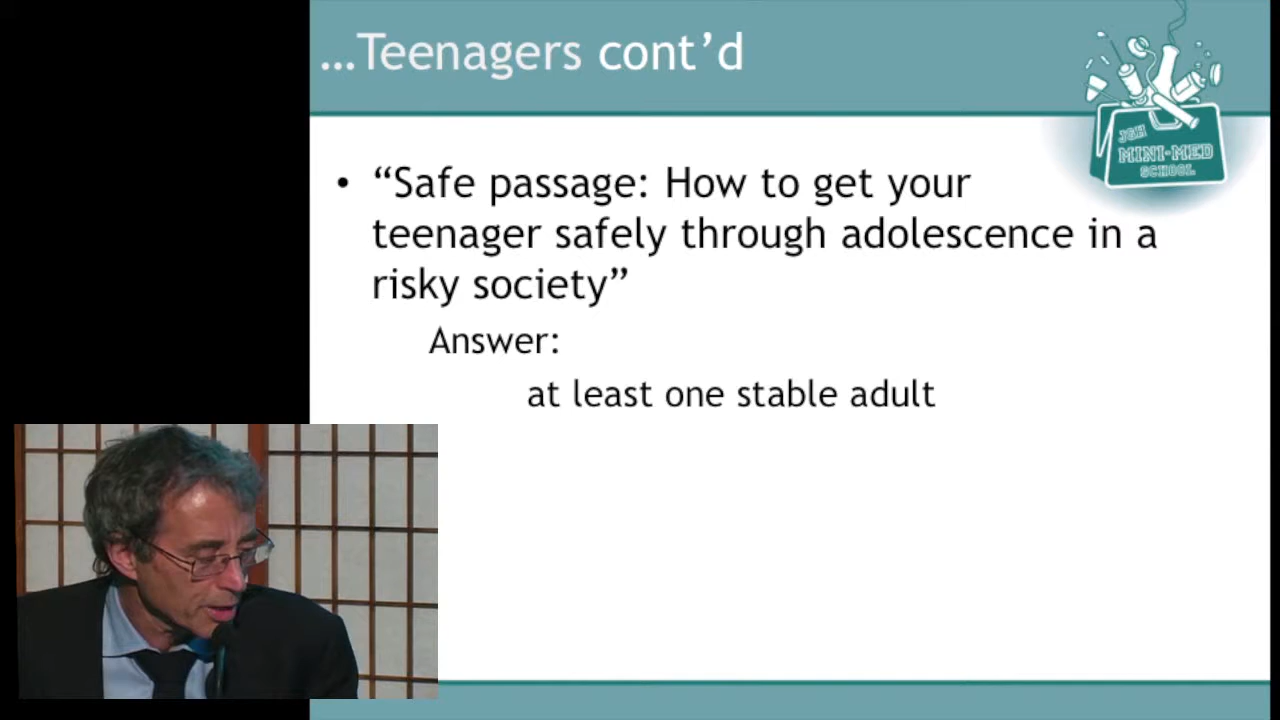 …Teenagers cont’d
JGH
MINI-MED
SCHOOL
• “Safe passage: How to get your
teenager safely through adolescence in a
risky society”
Answer:
at least one stable adult